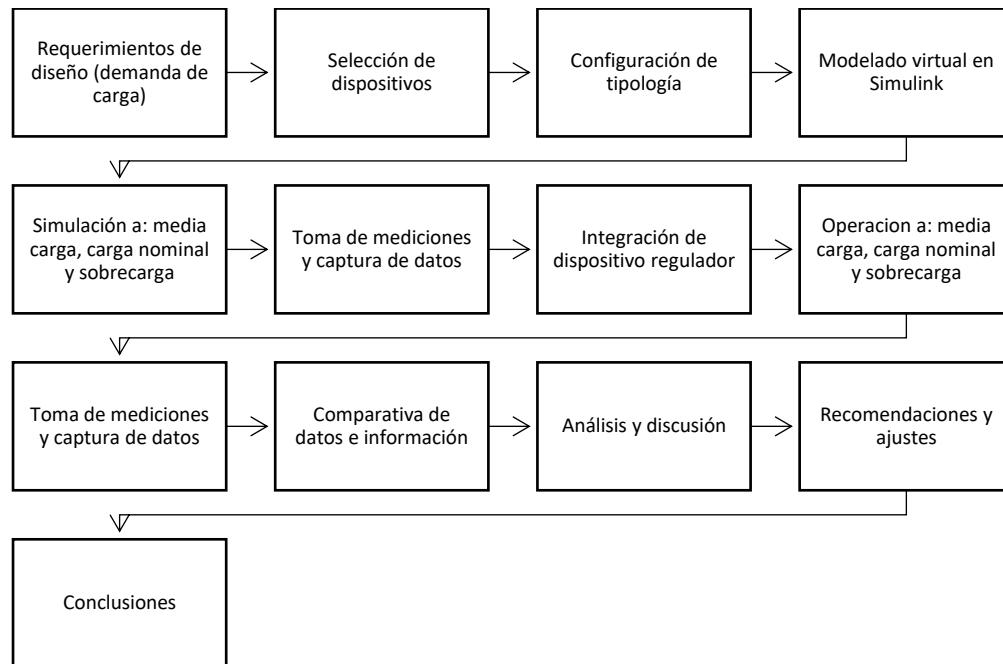 Requerimientos de
diseño (demanda de
carga)
Selección de
dispositivos
Configuración de
tipología
Modelado virtual en
Simulink
Simulación a: media
carga, carga nominal
y sobrecarga
Toma de mediciones
y captura de datos
Integración de
dispositivo regulador
Operacion a: media
carga, carga nominal
y sobrecarga
Toma de mediciones
y captura de datos
Comparativa de
datos e información
Análisis y discusión
Recomendaciones y
ajustes
Conclusiones